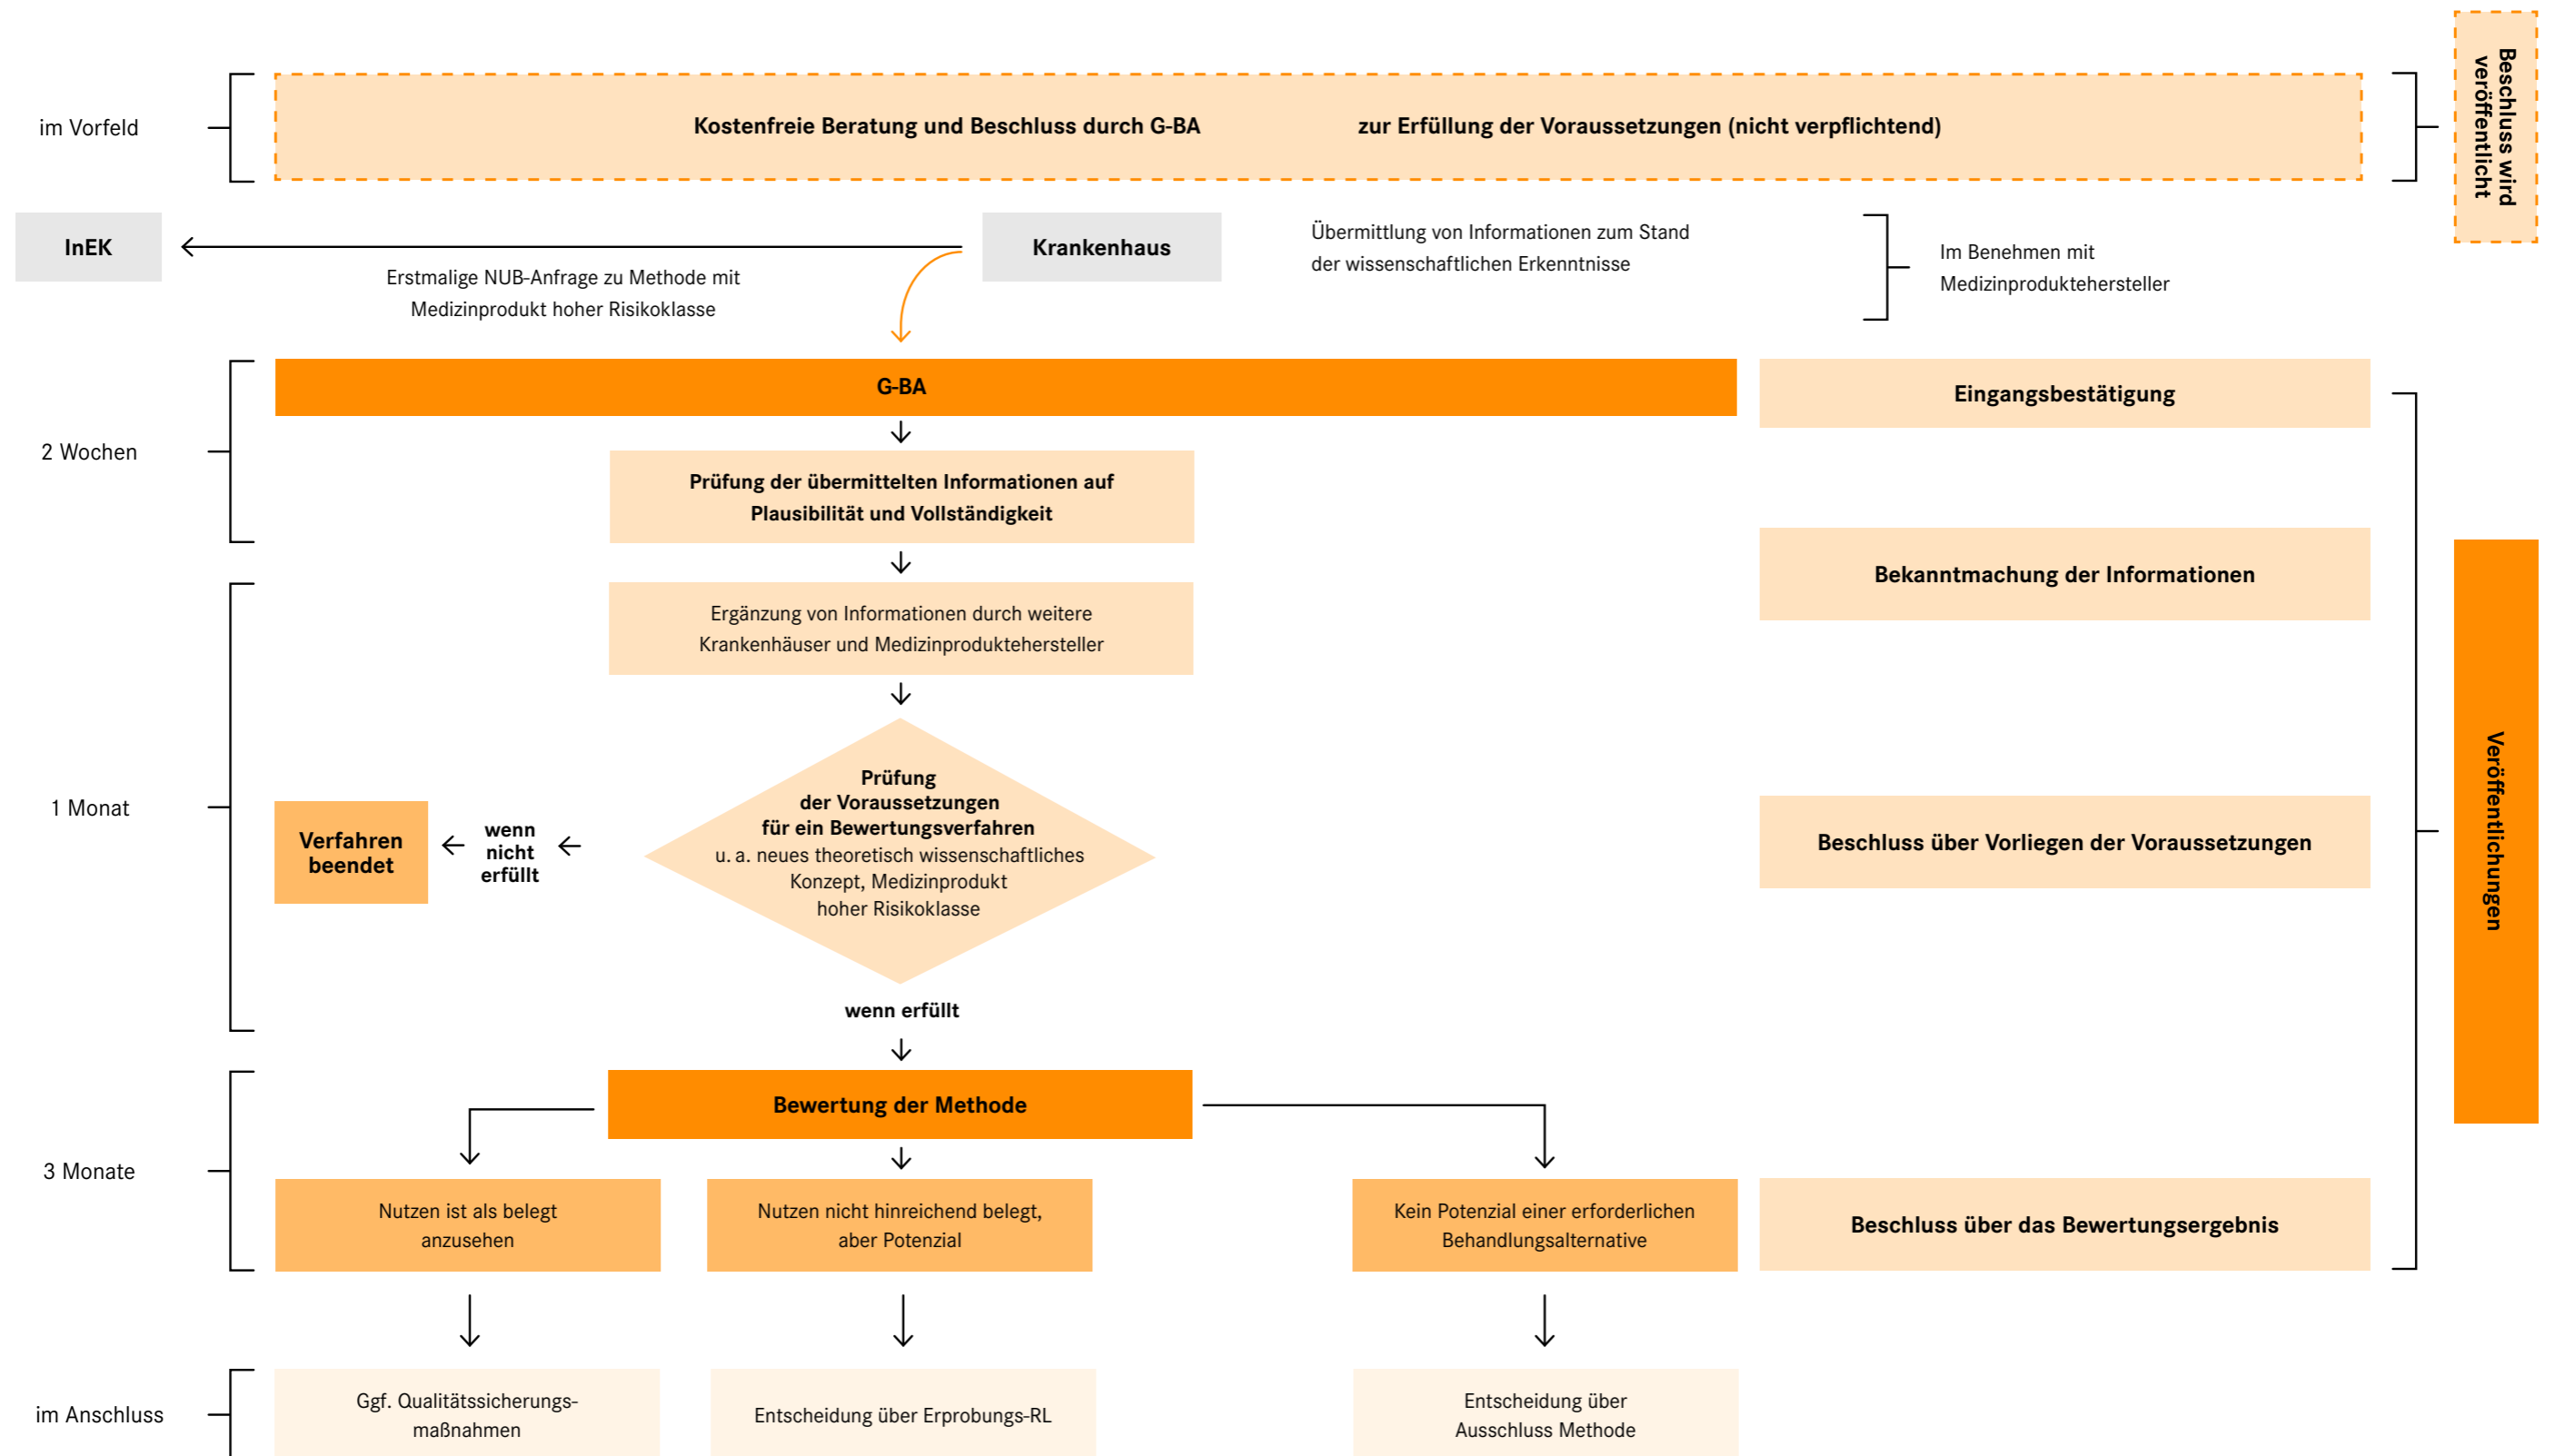 Beschluss wird
veröffentlicht
im Vorfeld
Kostenfreie Beratung und Beschluss durch G-BA zur Erfüllung der Voraussetzungen (nicht verpflichtend)
InEK
Krankenhaus
Erstmalige NUB-Anfrage zu Methode mit
Medizinprodukt hoher Risikoklasse
Übermittlung von Informationen zum Stand
der wissenschaftlichen Erkenntnisse
Im Benehmen mit
Medizinproduktehersteller
2 Wochen
G-BA
Eingangsbestätigung
Prüfung der übermittelten Informationen auf
Plausibilität und Vollständigkeit
Bekanntmachung der Informationen
Ergänzung von Informationen durch weitere
Krankenhäuser und Medizinproduktehersteller
1 Monat
Verfahren
beendet
wenn
nicht
erfüllt
Prüfung
der Voraussetzungen
für ein Bewertungsverfahren
u. a. neues theoretisch wissenschaftliches
Konzept, Medizinprodukt
hoher Risikoklasse
Beschluss über Vorliegen der Voraussetzungen
Veröffentlichungen
wenn erfüllt
Bewertung der Methode
3 Monate
Nutzen ist als belegt
anzusehen
Nutzen nicht hinreichend belegt,
aber Potenzial
Kein Potenzial einer erforderlichen
Behandlungsalternative
Beschluss über das Bewertungsergebnis
im Anschluss
Ggf. Qualitätssicherungs-
maßnahmen
Entscheidung über Erprobungs-RL
Entscheidung über
Ausschluss Methode